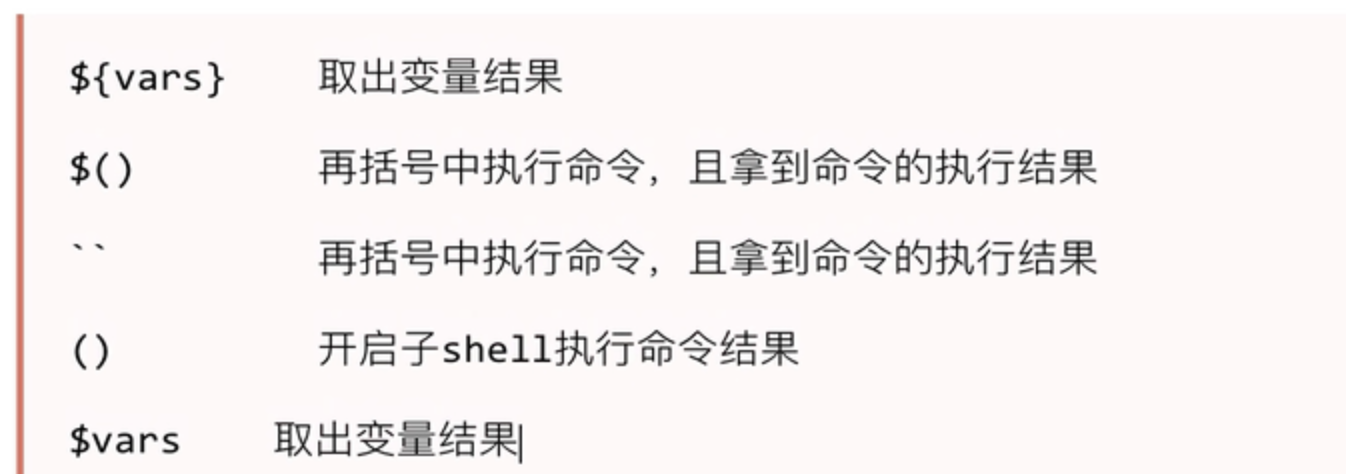 ${vars} 取出变量结果
$() 再括号中执行命令，且拿到命令的执行结果
`` 再括号中执行命令，且拿到命令的执行结果
() 开启子shell执行命令结果
$vars 取出变量结果